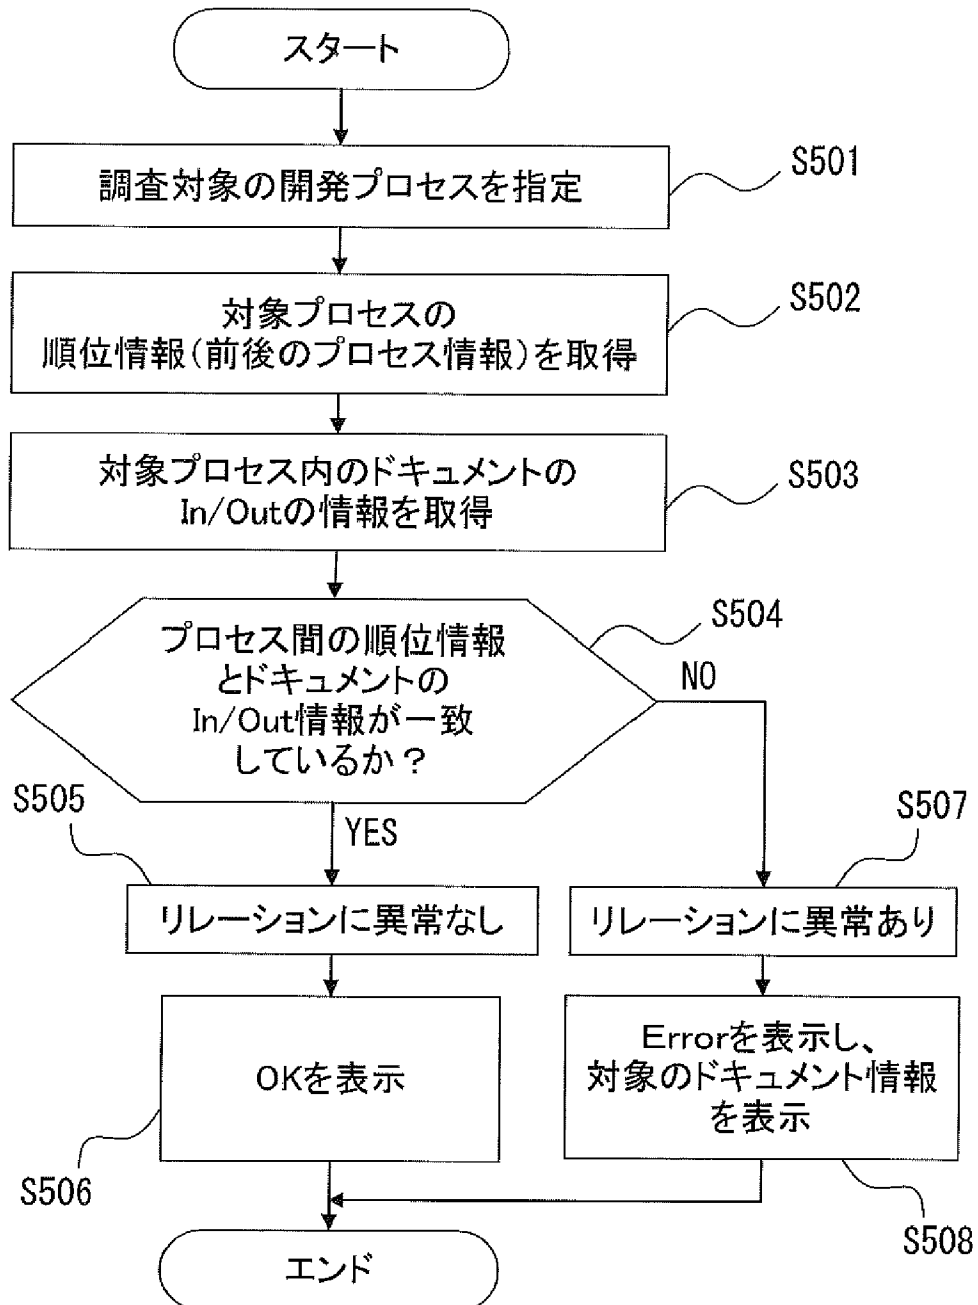 スタート
調査対象の開発プロセスを指定
S501
対象プロセスの
順位情報(前後のプロセス情報)を取得
S502
対象プロセス内のドキュメントの
In/Outの情報を取得
S503
プロセス間の順位情報
とドキュメントの
In/Out情報が一致
しているか？
S504
NO
YES
S505
リレーションに異常なし
S507
リレーションに異常あり
OKを表示
S506
Errorを表示し、
対象のドキュメント情報
を表示
S508
エンド